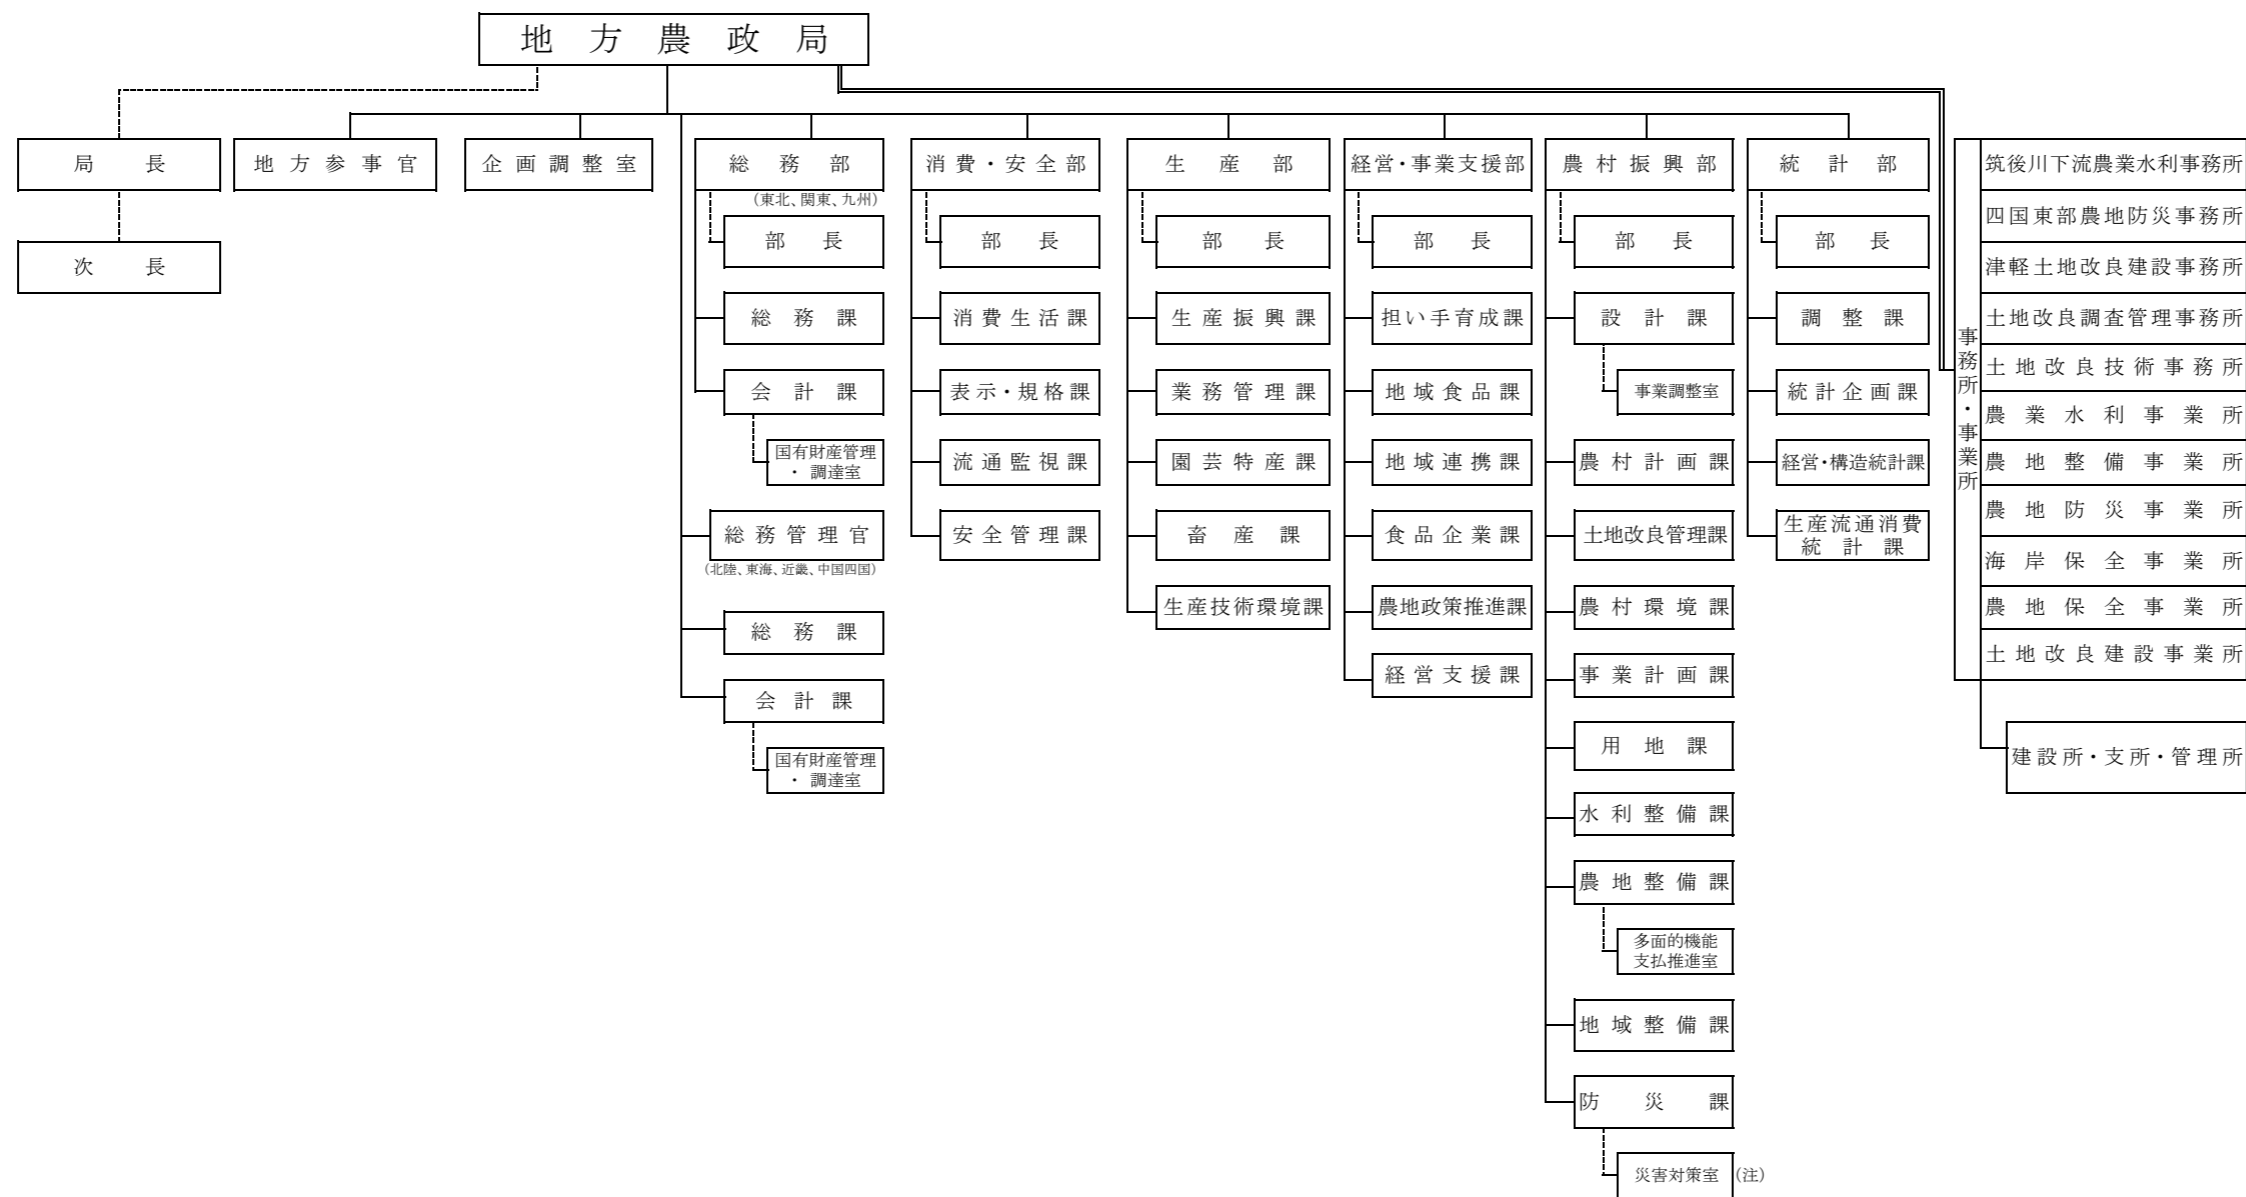 地方農政局
局長
次長
地方参事官
企画調整室
総務部
(東北、関東、九州)
部長
総務課
会計課
国有財産管理
・調達室
総務管理官
(北陸、東海、近畿、中国四国)
総務課
会計課
国有財産管理
・調達室
消費・安全部
部長
消費生活課
表示・規格課
流通監視課
安全管理課
生産部
部長
生産振興課
業務管理課
園芸特産課
畜産課
生産技術環境課
経営・事業支援部
部長
担い手育成課
地域食品課
地域連携課
食品企業課
農地政策推進課
経営支援課
農村振興部
部長
設計課
事業調整室
農村計画課
土地改良管理課
農村環境課
事業計画課
用地課
水利整備課
農地整備課
多面的機能
支払推進室
地域整備課
防災課
災害対策室 (注)
統計部
部長
調整課
統計企画課
経営・構造統計課
生産流通消費
統計課
事務所・事業所
筑後川下流農業水利事務所
四国東部農地防災事務所
津軽土地改良建設事務所
土地改良調査管理事務所
土地改良技術事務所
農業水利事業所
農地整備事業所
農地防災事業所
海岸保全事業所
農地保全事業所
土地改良建設事業所
建設所・支所・管理所